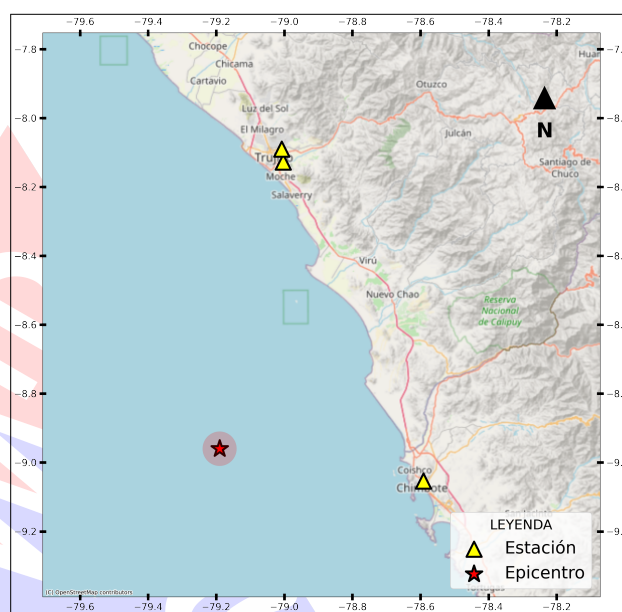 −79.6 −79.4 −79.2 −79.0 −78.8 −78.6 −78.4 −78.2
−7.8
Chocope
Huar
Chicama
Cartavio
Otuzco
Luz del Sol
−8.0
El Milagro
N
Julcán
Santiago de
Chuco
Moche
−8.2
Salaverry
−8.4
Virú
Nuevo Chao
Reserva
Nacional
de Calipuy
−8.6
−8.8
−9.0
Coishco
−9.2
LEYENDA
Estación
Epicentro
(C) OpenStreetMap contributors
−79.6 −79.4 −79.2 −79.0 −78.8 −78.6 −78.4 −78.2